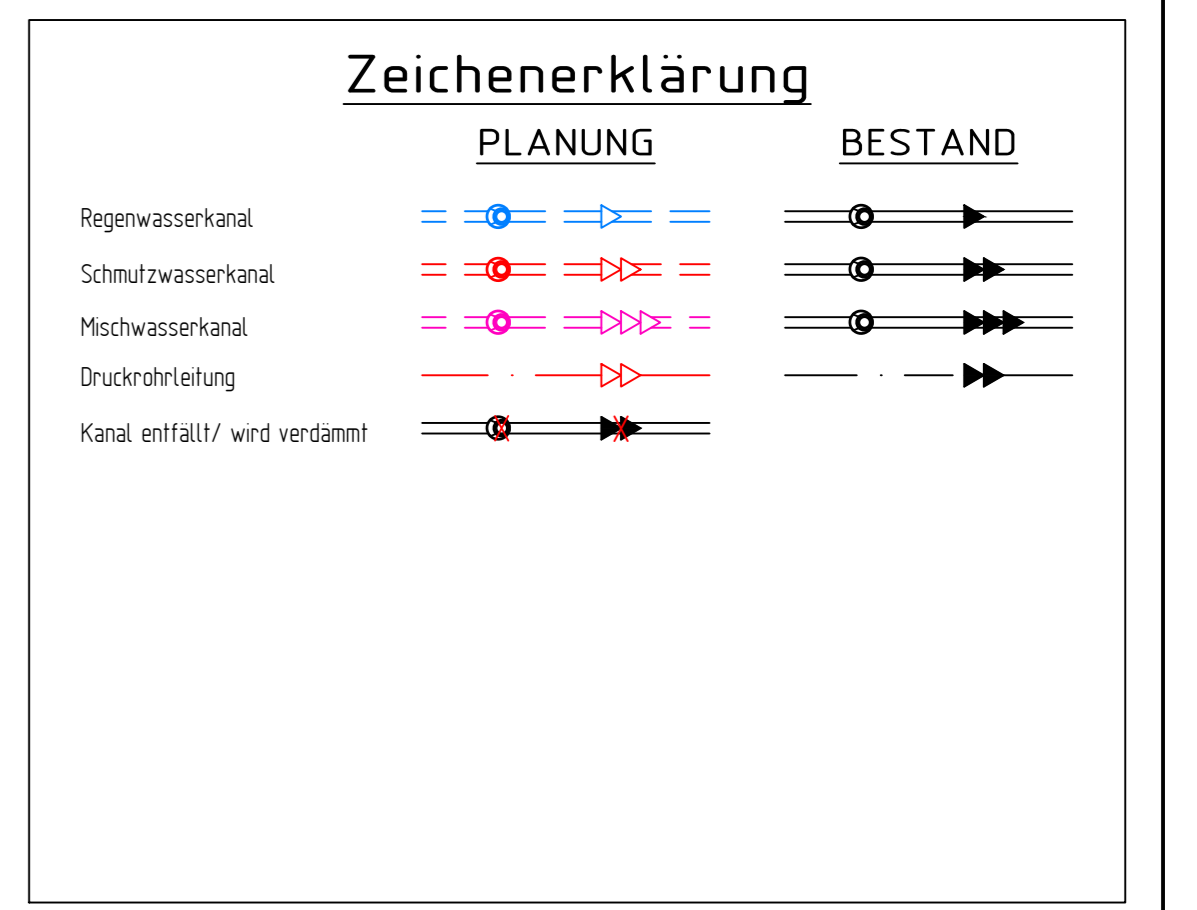 Zeichenerklärung
PLANUNG
BESTAND
Regenwasserkanal
Schmutzwasserkanal
Mischwasserkanal
Druckrohrleitung
Kanal entfällt/ wird verdämmt